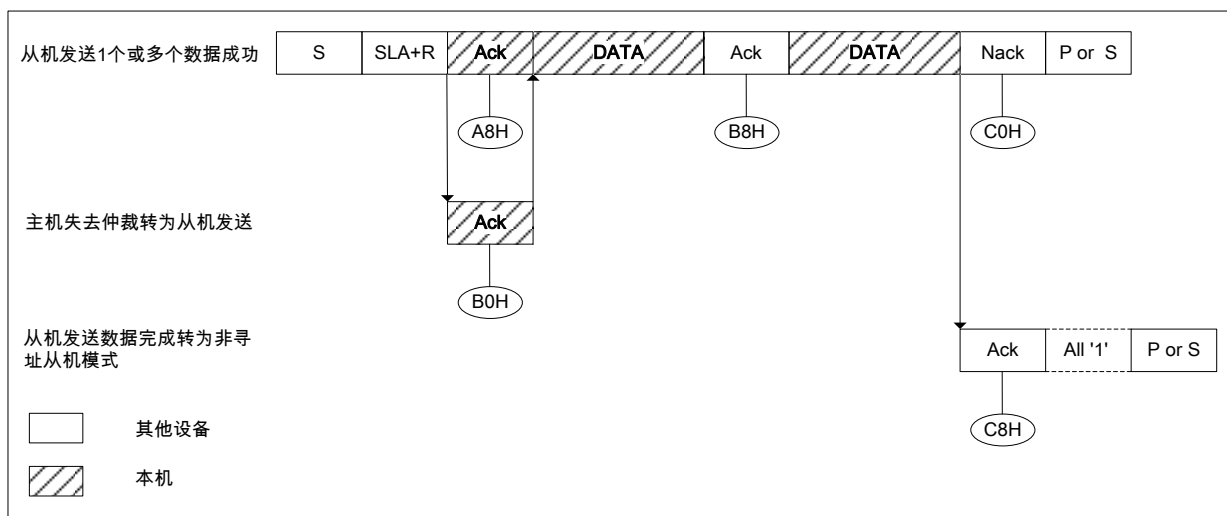 从机发送1个或多个数据成功
S SLA+R Ack DATA Ack DATA Nack P or S
A8H B8H C0H
主机失去仲裁转为从机发送
Ack
B0H
从机发送数据完成转为非寻
址从机模式
Ack All '1' P or S
C8H
其他设备
本机